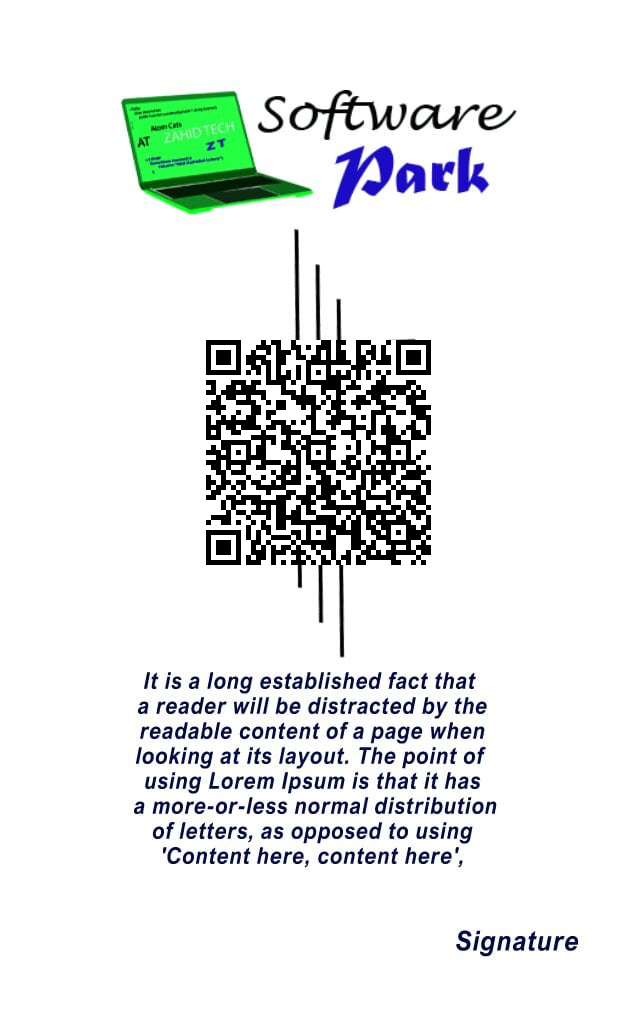 Software
Park
Atom Cats
AT
ZAHID TECH
ZT
It is a long established fact that
a reader will be distracted by the
readable content of a page when
looking at its layout. The point of
using Lorem Ipsum is that it has
a more-or-less normal distribution
of letters, as opposed to using
'Content here, content here',
Signature